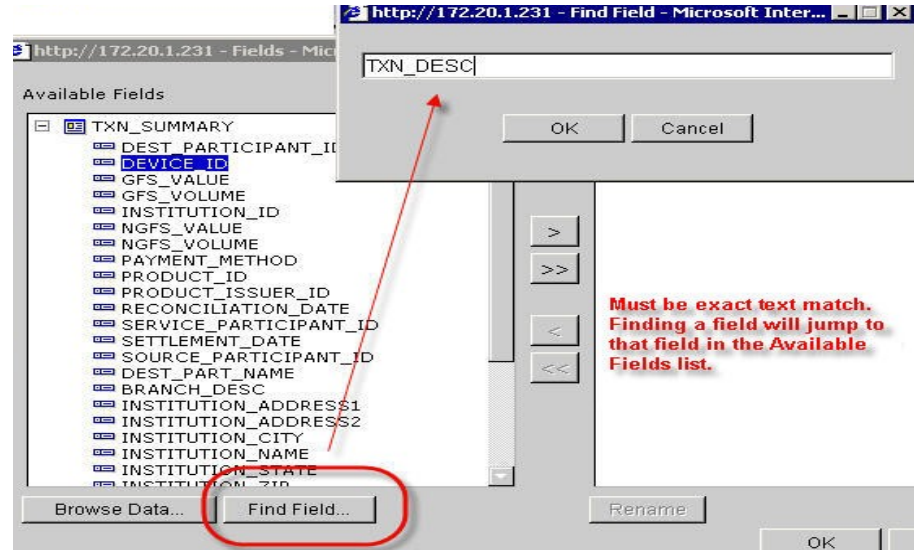 http://172.20.1.231 - Find Field - Microsoft Inter...
http://172.20.1.231 - Fields -
TXN_DESC
Available Fields
OK
Cancel
TXN_SUMMARY
DEST_PARTICIPANT_ID
DEVICE_ID
GFS_VALUE
GFS_VOLUME
INSTITUTION_ID
NGFS_VALUE
NGFS_VOLUME
PAYMENT_METHOD
PRODUCT_ID
PRODUCT_ISSUER_ID
RECONCILIATION_DATE
SERVICE_PARTICIPANT_ID
SETTLEMENT_DATE
SOURCE_PARTICIPANT_ID
DEST_PART_NAME
BRANCH_DESC
INSTITUTION_ADDRESS1
INSTITUTION_ADDRESS2
INSTITUTION_CITY
INSTITUTION_NAME
INSTITUTION_STATE
INSTITUTION_ZIP
>
>>
<
<<
Must be exact text match.
Finding a field will jump to
that field in the Available
Fields list.
Browse Data...
Find Field...
Rename
OK